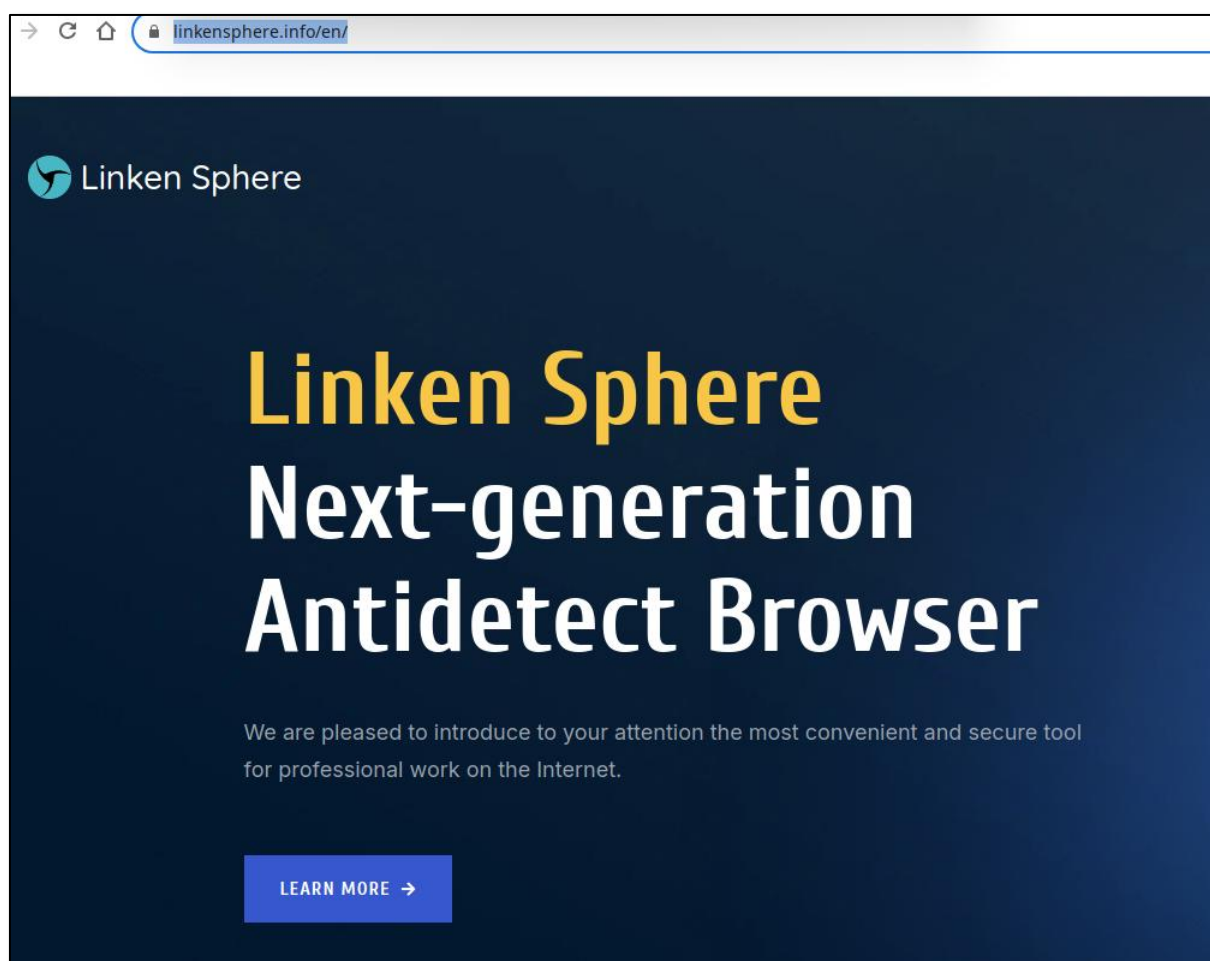 linkensphere.info/en/
Linken Sphere
Linken Sphere
Next-generation
Antidetect Browser
We are pleased to introduce to your attention the most convenient and secure tool
for professional work on the Internet.
LEARN MORE →